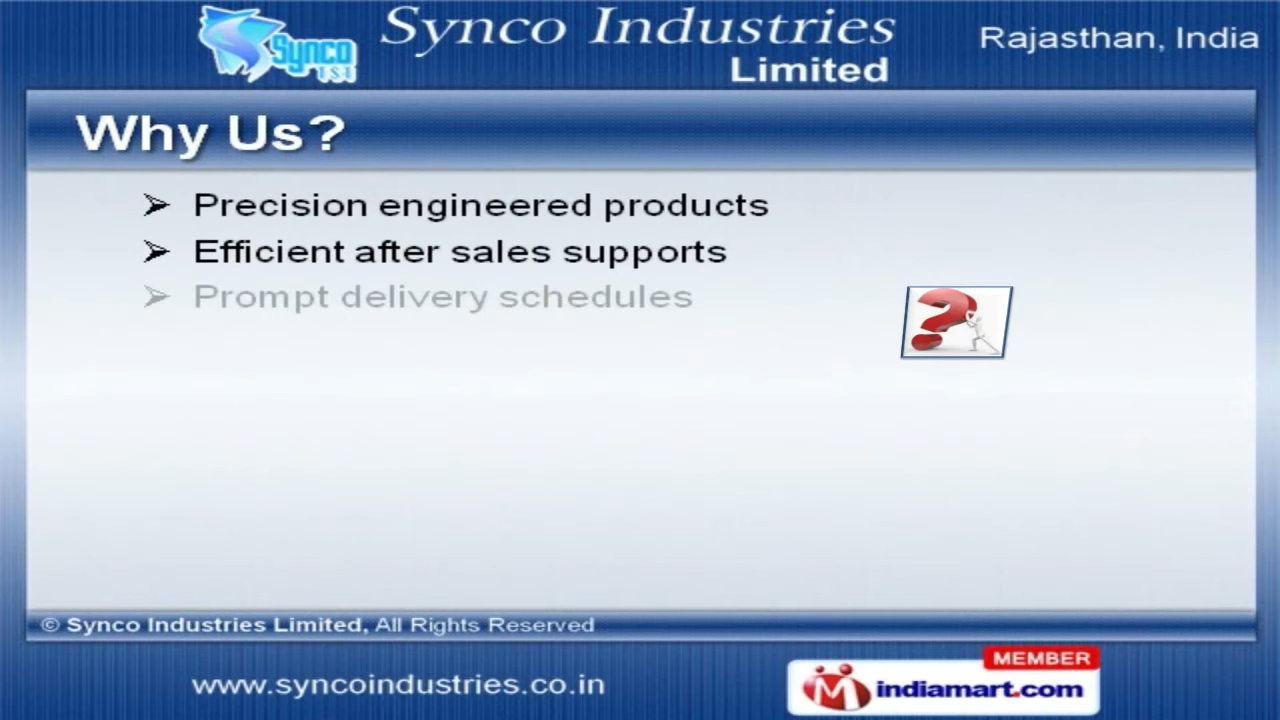 Synco
Synco Industries
Limited
Rajasthan, India
Why Us?
➢ Precision engineered products
➢ Efficient after sales supports
➢ Prompt delivery schedules
© Synco Industries Limited, All Rights Reserved
www.syncoindustries.co.in
MEMBER
indiamart.com